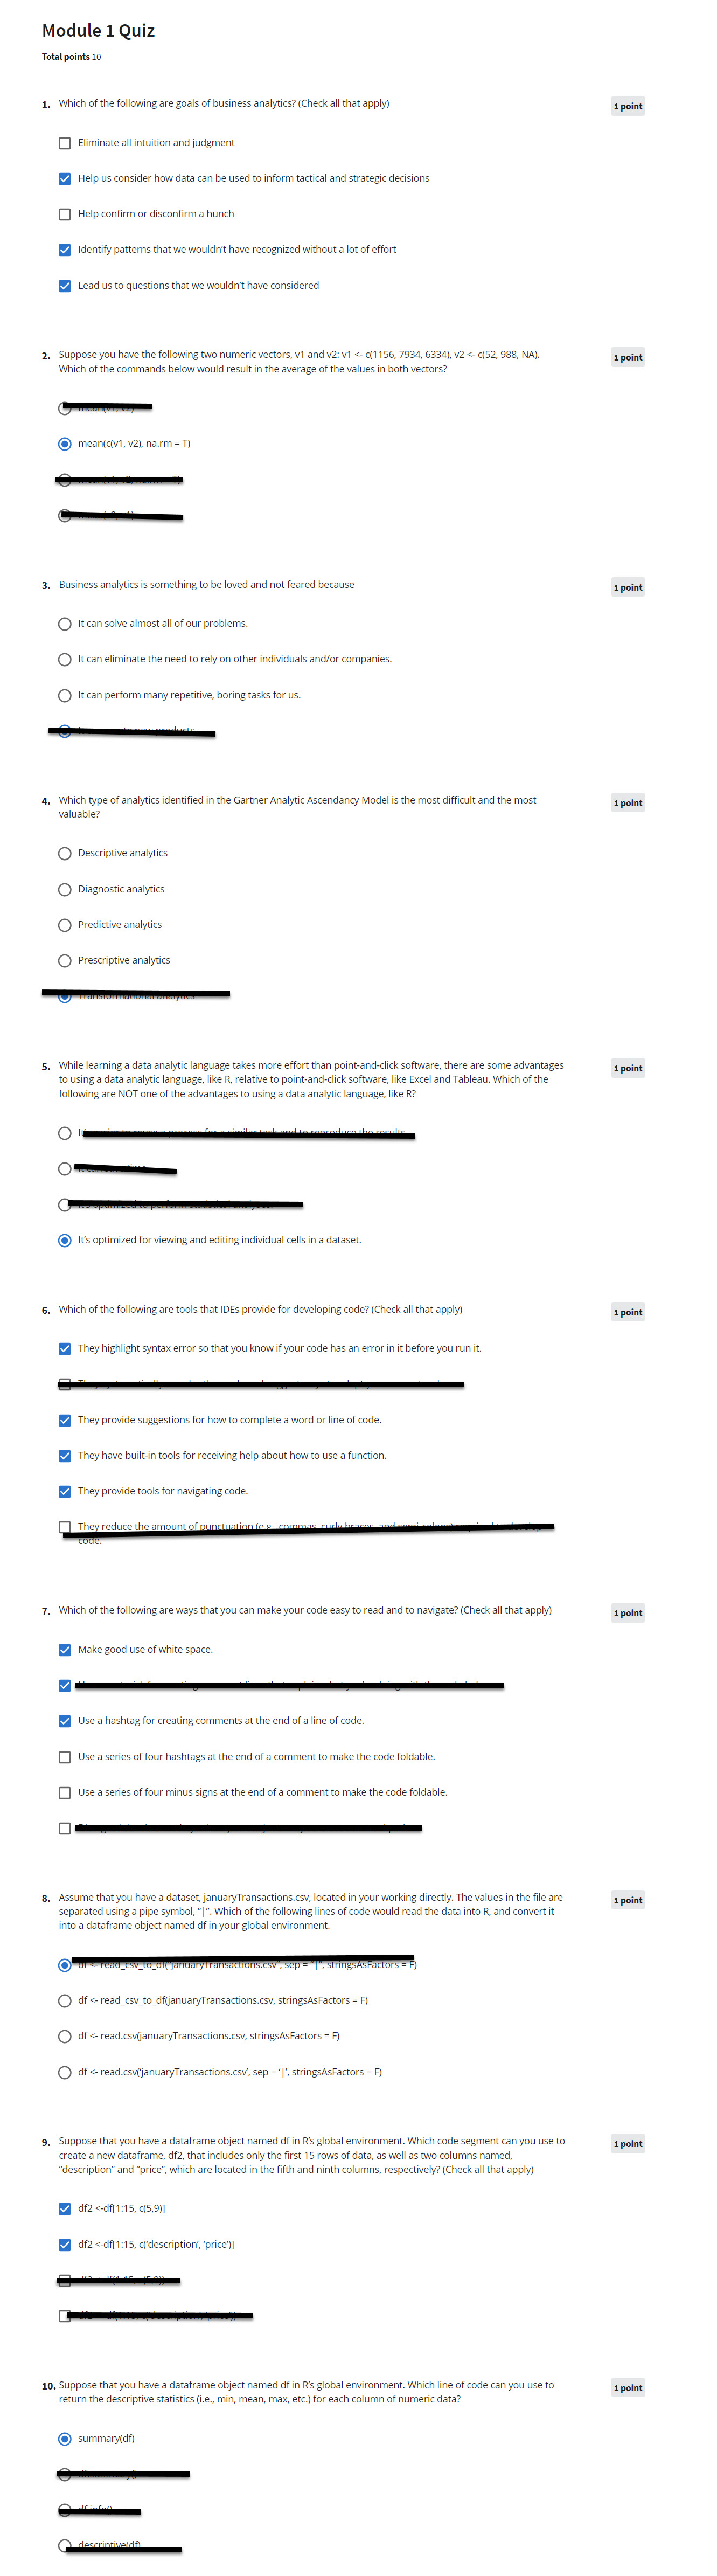 Module 1 Quiz
Total points 10
1. Which of the following are goals of business analytics? (Check all that apply)
1 point
Eliminate all intuition and judgment
Help us consider how data can be used to inform tactical and strategic decisions
Help confirm or disconfirm a hunch
Identify patterns that we wouldn't have recognized without a lot of effort
Lead us to questions that we wouldn't have considered
2. Suppose you have the following two numeric vectors, v1 and v2: v1 <- c(1156, 7934, 6334), v2 <- c(52, 988, NA).
Which of the commands below would result in the average of the values in both vectors?
1 point
mean(c(v1, v2), na.rm = T)
3. Business analytics is something to be loved and not feared because
1 point
It can solve almost all of our problems.
It can eliminate the need to rely on other individuals and/or companies.
It can perform many repetitive, boring tasks for us.
4. Which type of analytics identified in the Gartner Analytic Ascendancy Model is the most difficult and the most
valuable?
1 point
Descriptive analytics
Diagnostic analytics
Predictive analytics
Prescriptive analytics
Transformational analytics
5. While learning a data analytic language takes more effort than point-and-click software, there are some advantages
to using a data analytic language, like R, relative to point-and-click software, like Excel and Tableau. Which of the
following are NOT one of the advantages to using a data analytic language, like R?
1 point
It's optimized for viewing and editing individual cells in a dataset.
6. Which of the following are tools that IDEs provide for developing code? (Check all that apply)
1 point
They highlight syntax error so that you know if your code has an error in it before you run it.
They provide suggestions for how to complete a word or line of code.
They have built-in tools for receiving help about how to use a function.
They provide tools for navigating code.
They reduce the amount of punctuation (e.g., commas, curly braces, and semi-colons)
code.
7. Which of the following are ways that you can make your code easy to read and to navigate? (Check all that apply)
1 point
Make good use of white space.
Use a hashtag for creating comments at the end of a line of code.
Use a series of four hashtags at the end of a comment to make the code foldable.
Use a series of four minus signs at the end of a comment to make the code foldable.
8. Assume that you have a dataset, januaryTransactions.csv, located in your working directly. The values in the file are
separated using a pipe symbol, "|". Which of the following lines of code would read the data into R, and convert it
into a dataframe object named df in your global environment.
1 point
df <- read_csv_to_df("januaryTransactions.csv", sep = "|", stringsAsFactors = F)
df <- read_csv_to_df(januaryTransactions.csv, stringsAsFactors = F)
df <- read.csv(januaryTransactions.csv, stringsAsFactors = F)
df <- read.csv('januaryTransactions.csv', sep = '|', stringsAsFactors = F)
9. Suppose that you have a dataframe object named df in R's global environment. Which code segment can you use to
create a new dataframe, df2, that includes only the first 15 rows of data, as well as two columns named,
"description" and "price", which are located in the fifth and ninth columns, respectively? (Check all that apply)
1 point
df2 <-df[1:15, c(5,9)]
df2 <-df[1:15, c('description', 'price')]
10. Suppose that you have a dataframe object named df in R's global environment. Which line of code can you use to
return the descriptive statistics (i.e., min, mean, max, etc.) for each column of numeric data?
1 point
summary(df)
descriptive(df)